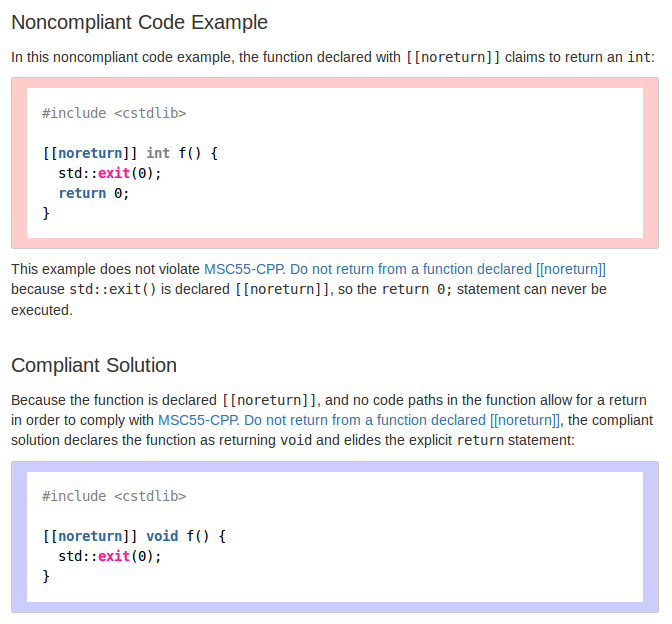 Noncompliant Code Example
In this noncompliant code example, the function declared with [[noreturn]] claims to return an int:
#include <cstdlib>
[[noreturn]] int f() {
  std::exit(0);
  return 0;
}
This example does not violate MSC55-CPP. Do not return from a function declared [[noreturn]]
because std::exit() is declared [[noreturn]], so the return 0; statement can never be
executed.
Compliant Solution
Because the function is declared [[noreturn]], and no code paths in the function allow for a return
in order to comply with MSC55-CPP. Do not return from a function declared [[noreturn]], the compliant
solution declares the function as returning void and elides the explicit return statement:
#include <cstdlib>
[[noreturn]] void f() {
  std::exit(0);
}